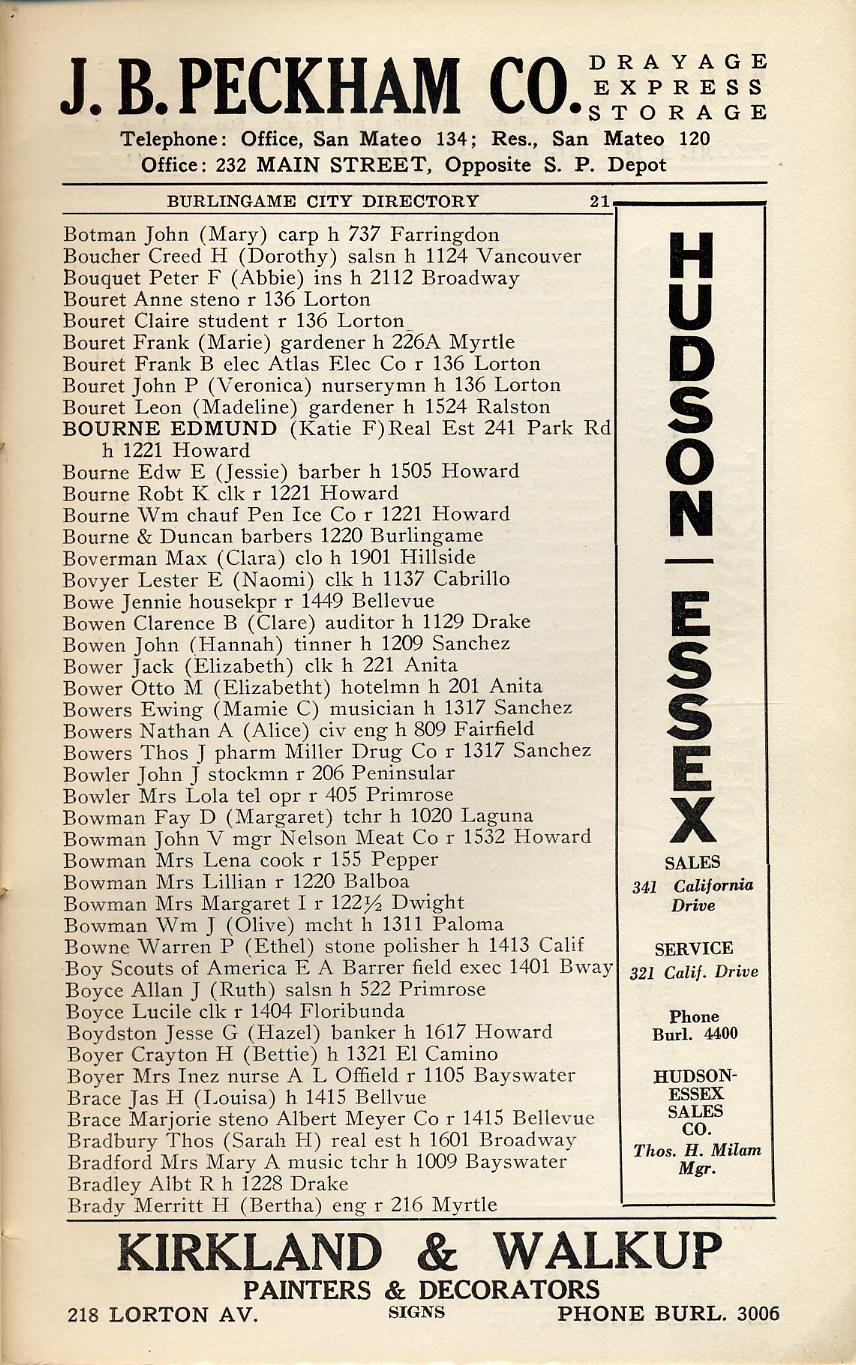 J. B. PECKHAM CO.
DRAYAGE
EXPRESS
STORAGE
Telephone: Office, San Mateo 134; Res., San Mateo 120
Office: 232 MAIN STREET, Opposite S. P. Depot
BURLINGAME CITY DIRECTORY 21
Botman John (Mary) carp h 737 Farringdon
Boucher Creed H (Dorothy) salsn h 1124 Vancouver
Bouquet Peter F (Abbie) ins h 2112 Broadway
Bouret Anne steno r 136 Lorton
Bouret Claire student r 136 Lorton
Bouret Frank (Marie) gardener h 226A Myrtle
Bouret Frank B elec Atlas Elec Co r 136 Lorton
Bouret John P (Veronica) nurserymn h 136 Lorton
Bouret Leon (Madeline) gardener h 1524 Ralston
BOURNE EDMUND (Katie F)Real Est 241 Park Rd
h 1221 Howard
Bourne Edw E (Jessie) barber h 1505 Howard
Bourne Robt K clk r 1221 Howard
Bourne Wm chauf Pen Ice Co r 1221 Howard
Bourne & Duncan barbers 1220 Burlingame
Boverman Max (Clara) clo h 1901 Hillside
Bovyer Lester E (Naomi) clk h 1137 Cabrillo
Bowe Jennie housekpr r 1449 Bellevue
Bowen Clarence B (Clare) auditor h 1129 Drake
Bowen John (Hannah) tinner h 1209 Sanchez
Bower Jack (Elizabeth) clk h 221 Anita
Bower Otto M (Elizabetht) hotelmn h 201 Anita
Bowers Ewing (Mamie C) musician h 1317 Sanchez
Bowers Nathan A (Alice) civ eng h 809 Fairfield
Bowers Thos J pharm Miller Drug Co r 1317 Sanchez
Bowler John J stockmn r 206 Peninsular
Bowler Mrs Lola tel opr r 405 Primrose
Bowman Fay D (Margaret) tchr h 1020 Laguna
Bowman John V mgr Nelson Meat Co r 1532 Howard
Bowman Mrs Lena cook r 155 Pepper
Bowman Mrs Lillian r 1220 Balboa
Bowman Mrs Margaret I r 122½ Dwight
Bowman Wm J (Olive) mcht h 1311 Paloma
Bowne Warren P (Ethel) stone polisher h 1413 Calif
Boy Scouts of America E A Barrer field exec 1401 Bway
Boyce Allan J (Ruth) salsn h 522 Primrose
Boyce Lucile clk r 1404 Floribunda
Boydston Jesse G (Hazel) banker h 1617 Howard
Boyer Crayton H (Bettie) h 1321 El Camino
Boyer Mrs Inez nurse A L Offield r 1105 Bayswater
Brace Jas H (Louisa) h 1415 Bellvue
Brace Marjorie steno Albert Meyer Co r 1415 Bellevue
Bradbury Thos (Sarah H) real est h 1601 Broadway
Bradford Mrs Mary A music tchr h 1009 Bayswater
Bradley Albt R h 1228 Drake
Brady Merritt H (Bertha) eng r 216 Myrtle
HUDSON — ESSEX
SALES
341 California
Drive
SERVICE
321 Calif. Drive
Phone
Burl. 4400
HUDSON-
ESSEX
SALES
CO.
Thos. H. Milam
Mgr.
KIRKLAND & WALKUP
PAINTERS & DECORATORS
218 LORTON AV. SIGNS PHONE BURL. 3006